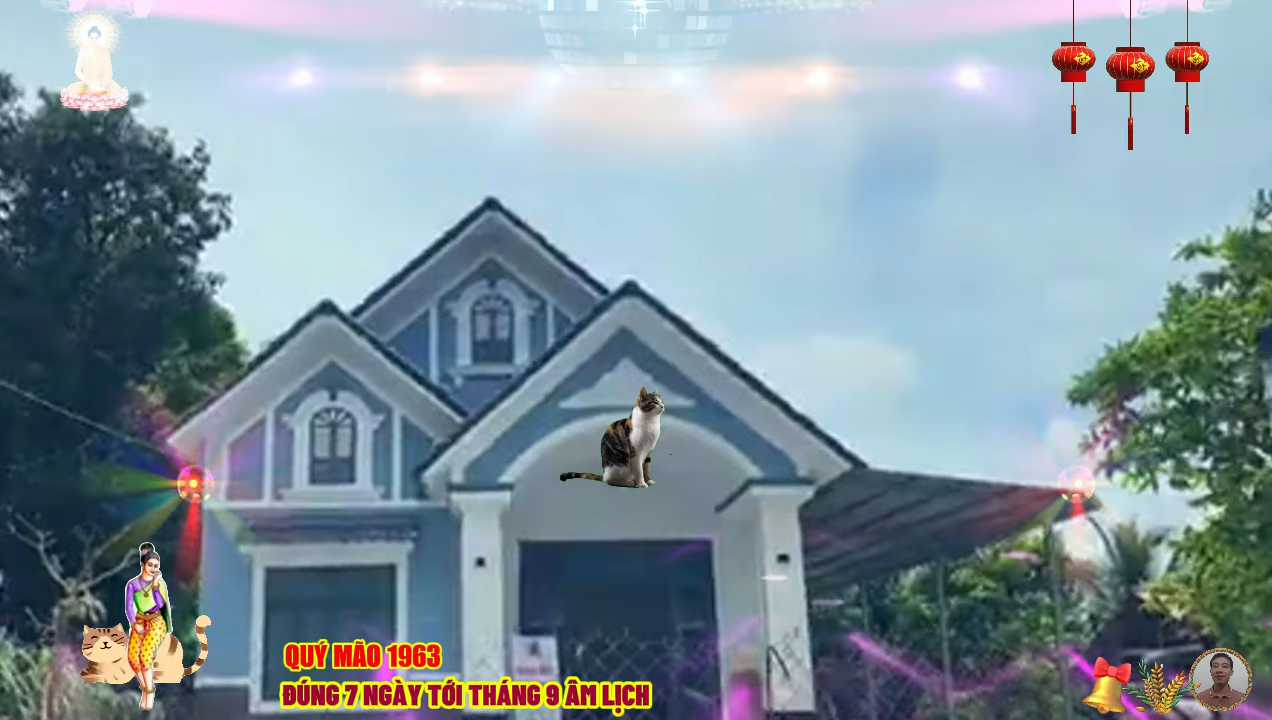 QUÝ MÃO 1963
ĐÚNG 7 NGÀY TỚI THÁNG 9 ÂM LỊCH